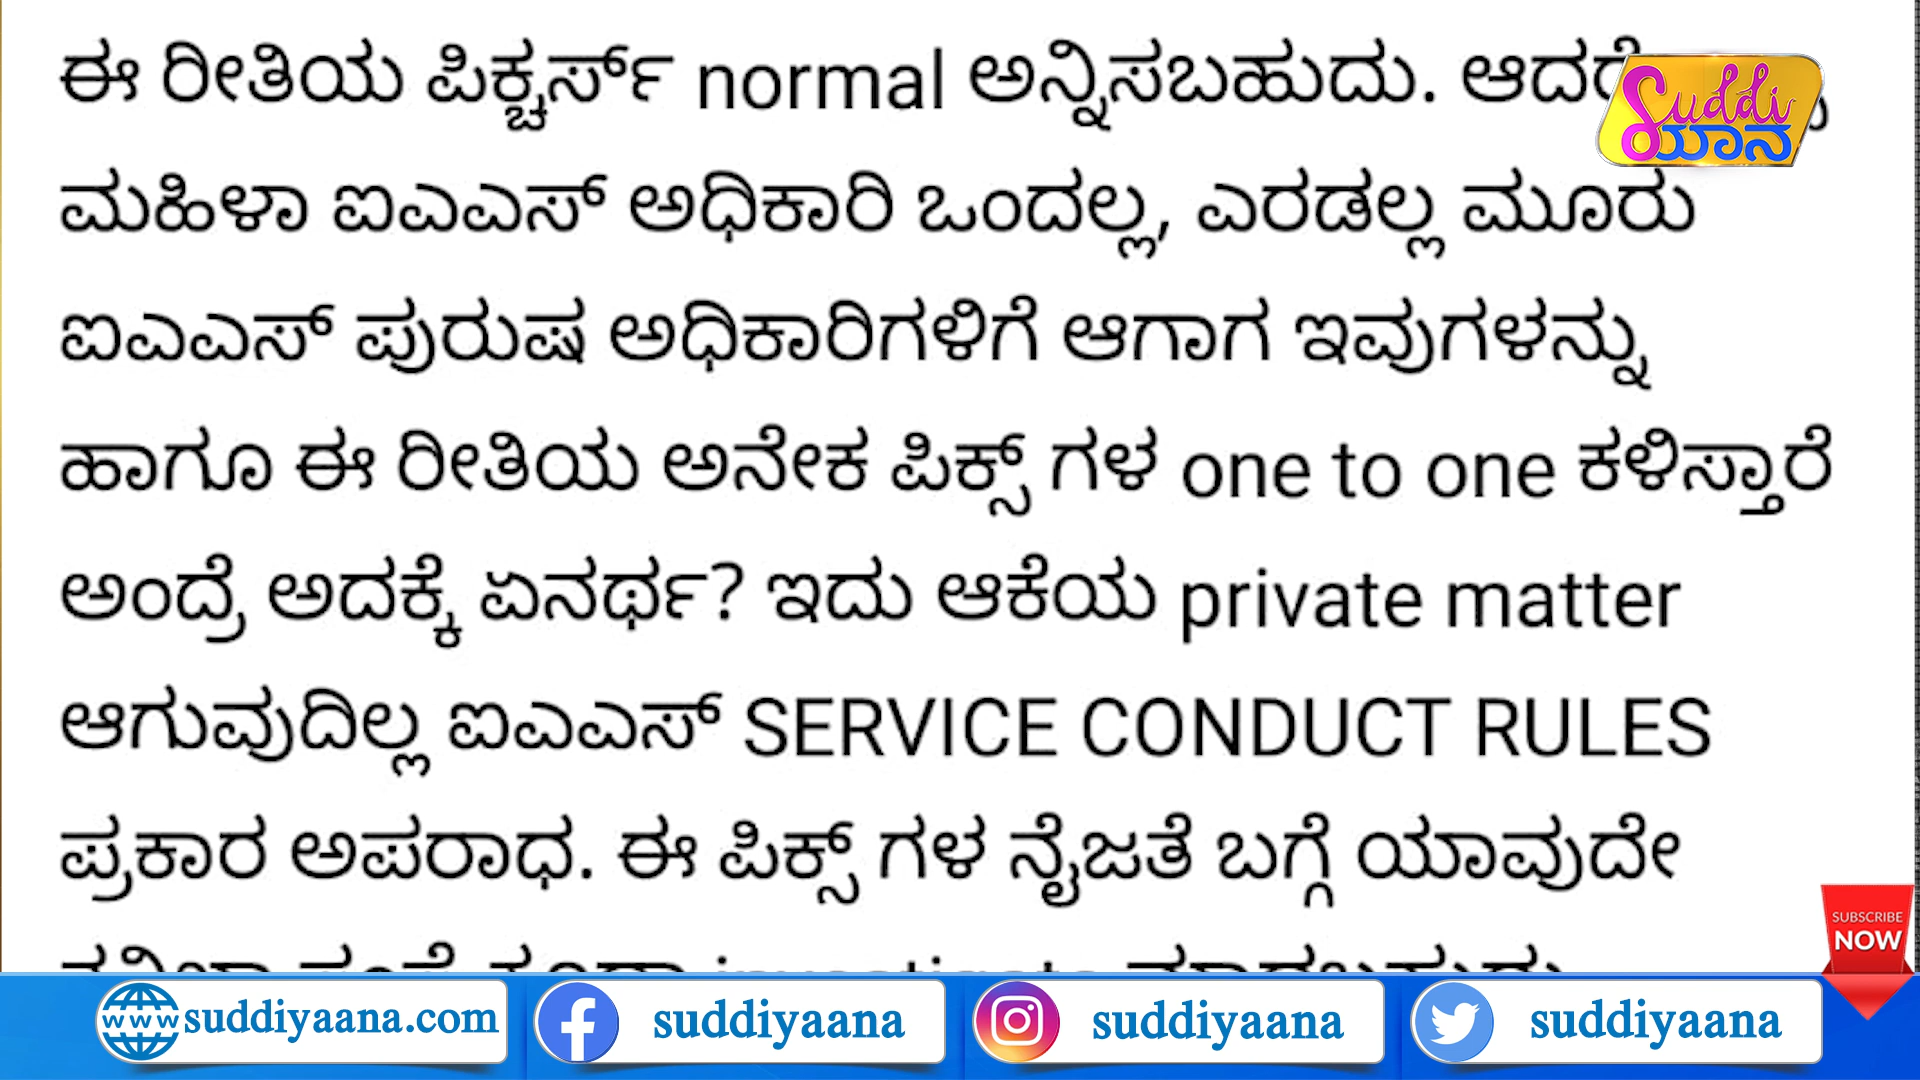 ಈ ರೀತಿಯ ಪಿಕ್ಚರ್ಸ್ normal ಅನ್ನಿಸಬಹುದು.
Suddi
ಯಾನ
ಮಹಿಳಾ ಐಎಎಸ್ ಅಧಿಕಾರಿ ಒಂದಲ್ಲ, ಎರಡಲ್ಲ ಮೂರು
ಐಎಎಸ್ ಪುರುಷ ಅಧಿಕಾರಿಗಳಿಗೆ ಆಗಾಗ ಇವುಗಳನ್ನು
ಹಾಗೂ ಈ ರೀತಿಯ ಅನೇಕ ಪಿಕ್ಸ್ ಗಳ one to one ಕಳಿಸ್ತಾರೆ
ಅಂದ್ರೆ ಅದಕ್ಕೆ ಏನರ್ಥ? ಇದು ಆಕೆಯ private matter
ಆಗುವುದಿಲ್ಲ ಐಎಎಸ್ SERVICE CONDUCT RULES
ಪ್ರಕಾರ ಅಪರಾಧ. ಈ ಪಿಕ್ಸ್ ಗಳ ನೈಜತೆ ಬಗ್ಗೆ ಯಾವುದೇ
SUBSCRIBE
NOW
www suddiyaana.com
suddiyaana
suddiyaana
suddiyaana